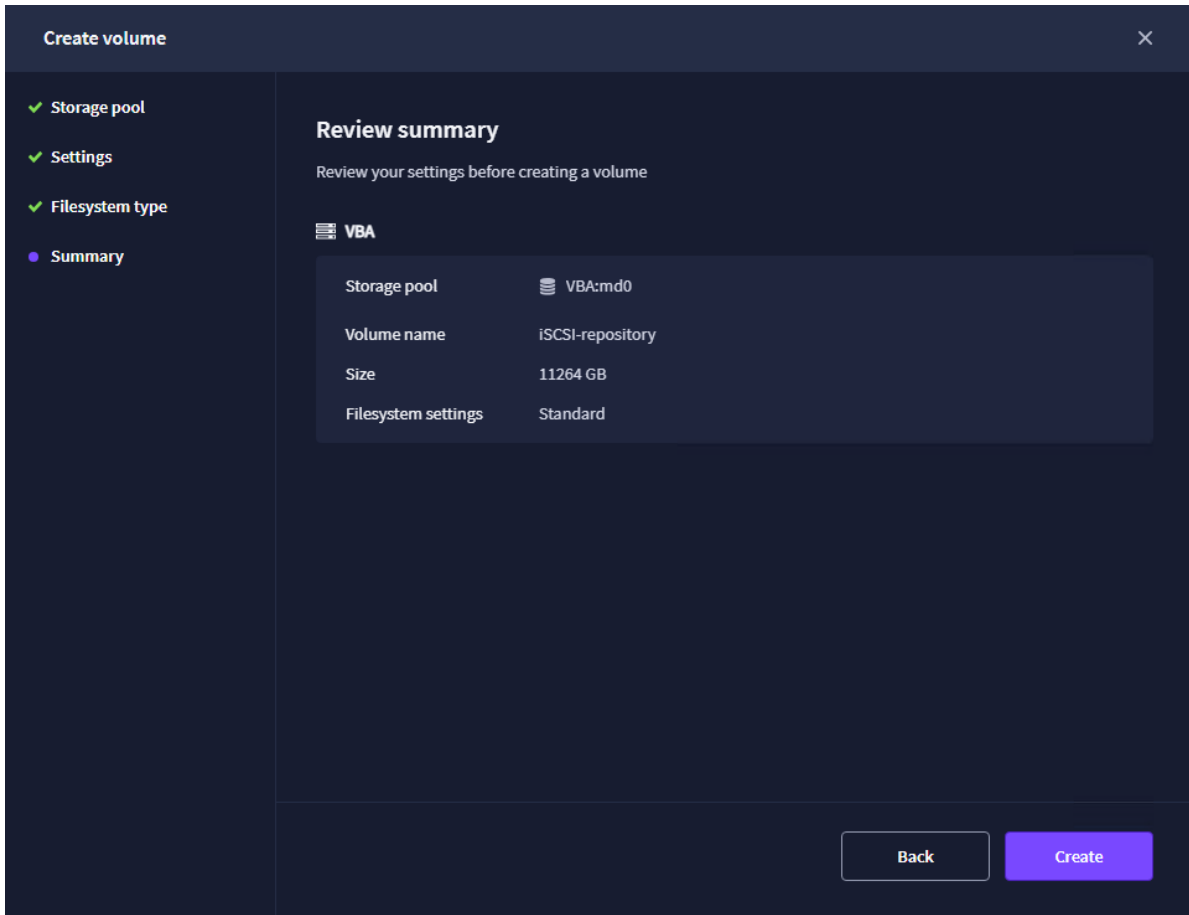 Create volume
Storage pool
Settings
Filesystem type
Summary
Review summary
Review your settings before creating a volume
VBA
Storage pool VBA:md0
Volume name iSCSI-repository
Size 11264 GB
Filesystem settings Standard
Back Create